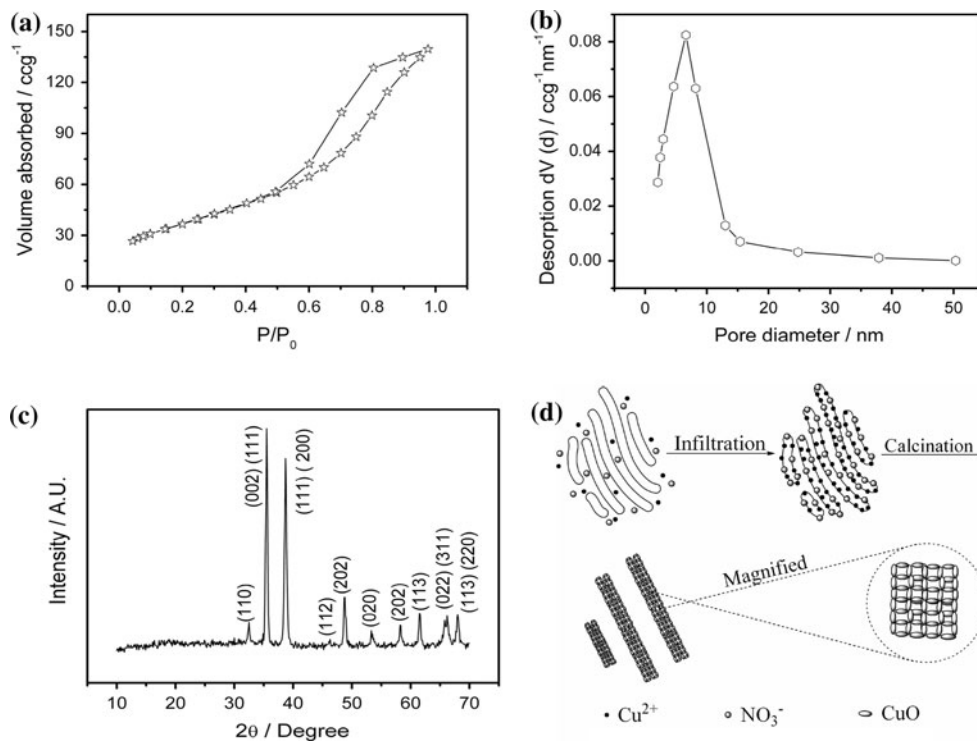 (a)
150
120
90
60
30
0
Volume absorbed / ccg⁻¹
0.0 0.2 0.4 0.6 0.8 1.0
P/P₀
(b)
0.08
0.06
0.04
0.02
0.00
Desorption dV (d) / ccg⁻¹nm⁻¹
0 10 20 30 40 50
Pore diameter / nm
(c)
Intensity / A.U.
(110)
(002) (111)
(111) ( 200)
(112)
(202)
(020)
(202)
(113)
(022) (311)
(113) (220)
10 20 30 40 50 60 70
2θ / Degree
(d)
Infiltration
Calcination
Magnified
Cu²⁺ NO₃⁻ CuO